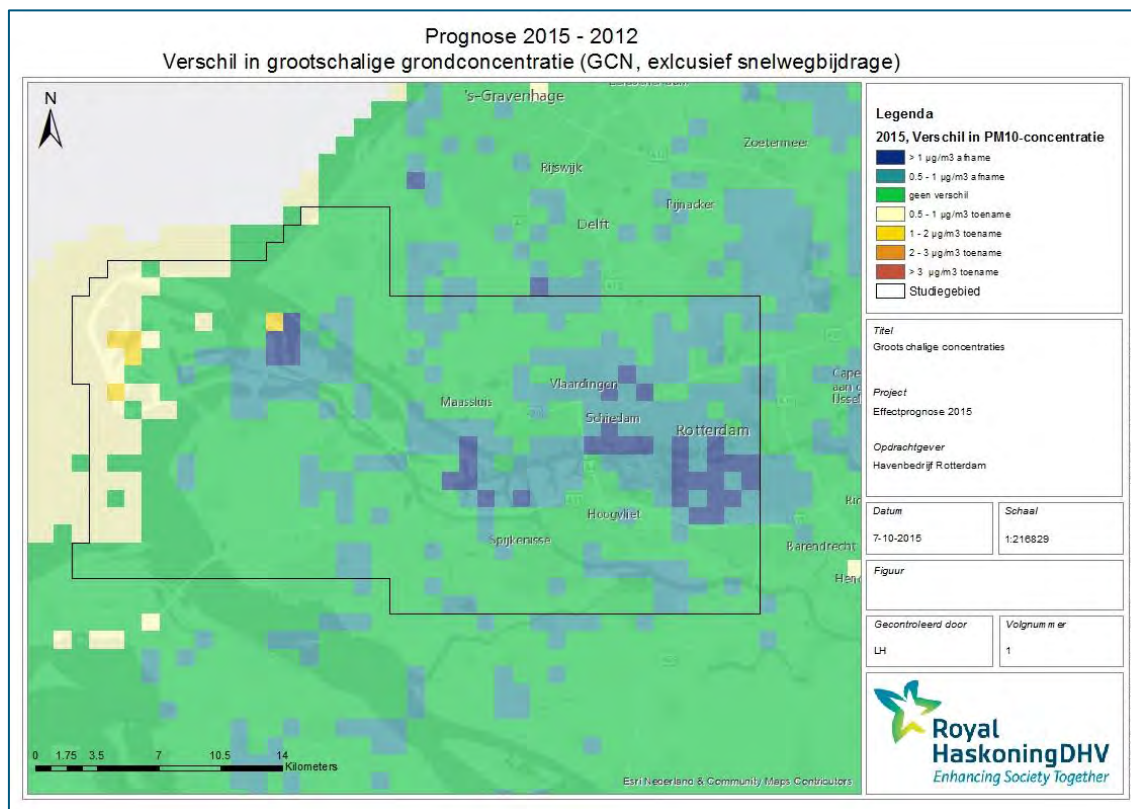 Prognose 2015 - 2012
Verschil in grootschalige grondconcentratie (GCN, exlcusief snelwegbijdrage)
N
's-Gravenhage
Zoetermeer
Rijswijk
Pijnacker
Delft
Vlaardingen
Maassluis
Schiedam
Rotterdam
Cape
aan d
IJssel
Hoogvliet
Spijkenisse
Barendrecht
0 1.75 3.5 7 10.5 14
Kilometers
Esri Nederland & Community Maps Contributors
Legenda
2015, Verschil in PM10-concentratie
> 1 µg/m3 afname
0.5 - 1 µg/m3 afname
geen verschil
0.5 - 1 µg/m3 toename
1 - 2 µg/m3 toename
2 - 3 µg/m3 toename
> 3 µg/m3 toename
Studiegebied
Titel
Grootschalige concentraties
Project
Effectprognose 2015
Opdrachtgever
Havenbedrijf Rotterdam
Datum
7-10-2015
Schaal
1:216829
Figuur
Gecontroleerd door
LH
Volgnummer
1
Royal
HaskoningDHV
Enhancing Society Together